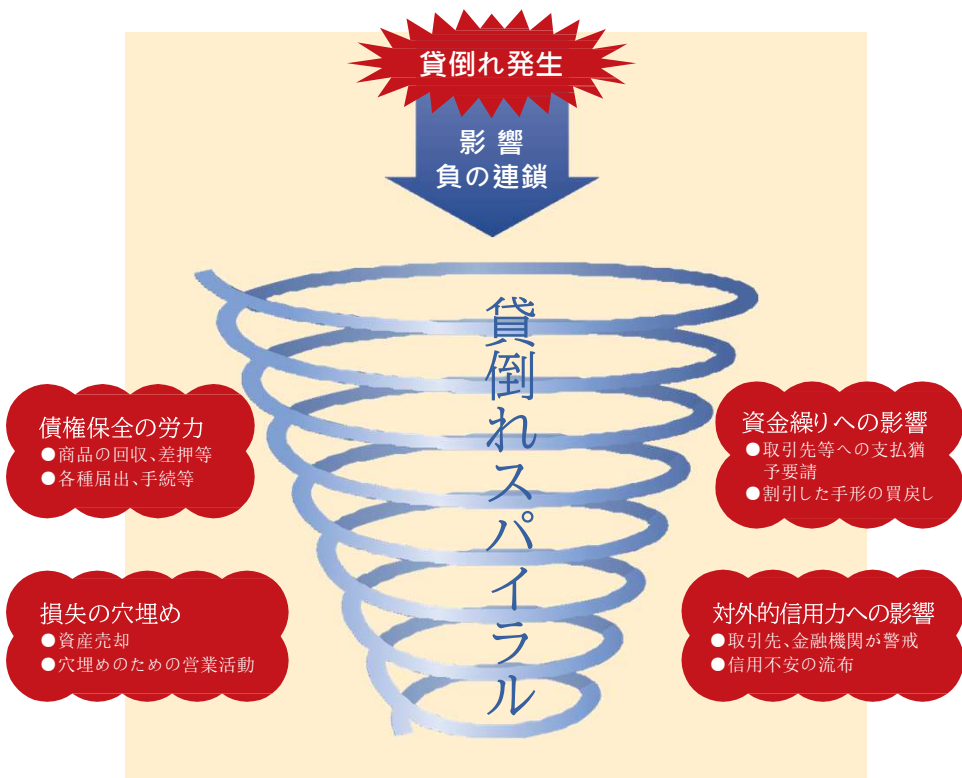 貸倒れ発生
影響
負の連鎖
貸倒れスパイラル
債権保全の労力
●商品の回収、差押等
●各種届出、手続等
資金繰りへの影響
●取引先等への支払猶
予要請
●割引した手形の買戻し
損失の穴埋め
●資産売却
●穴埋めのための営業活動
対外的信用力への影響
●取引先、金融機関が警戒
●信用不安の流布